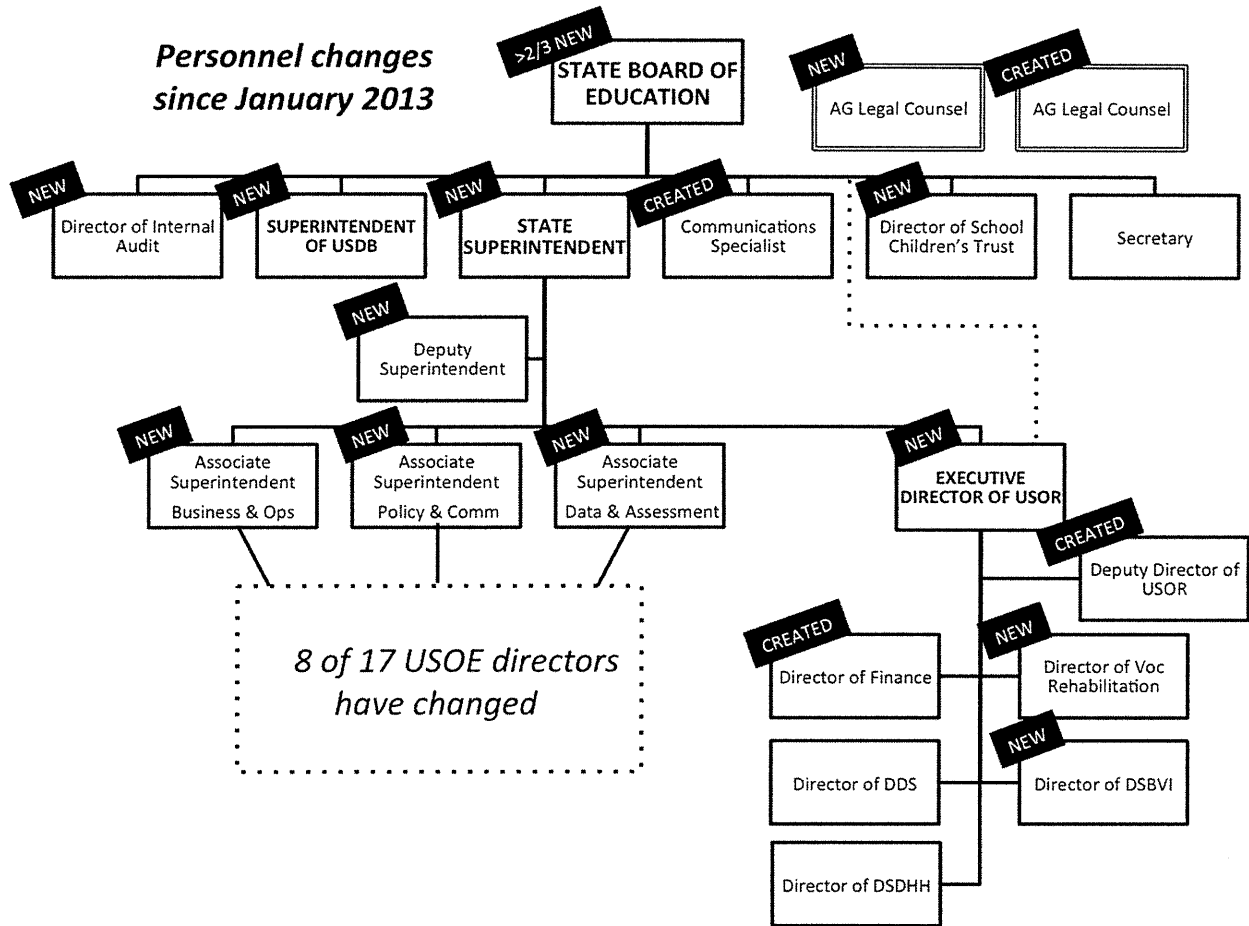 Personnel changes
since January 2013
>2/3 NEW
STATE BOARD OF
EDUCATION
NEW
AG Legal Counsel
CREATED
AG Legal Counsel
NEW
Director of Internal
Audit
NEW
SUPERINTENDENT
OF USDB
NEW
STATE
SUPERINTENDENT
CREATED
Communications
Specialist
NEW
Director of School
Children's Trust
Secretary
NEW
Deputy
Superintendent
NEW
Associate
Superintendent
Business & Ops
NEW
Associate
Superintendent
Policy & Comm
NEW
Associate
Superintendent
Data & Assessment
NEW
EXECUTIVE
DIRECTOR OF USOR
CREATED
Deputy Director of
USOR
8 of 17 USOE directors
have changed
CREATED
Director of Finance
NEW
Director of Voc
Rehabilitation
Director of DDS
NEW
Director of DSBVI
Director of DSDHH